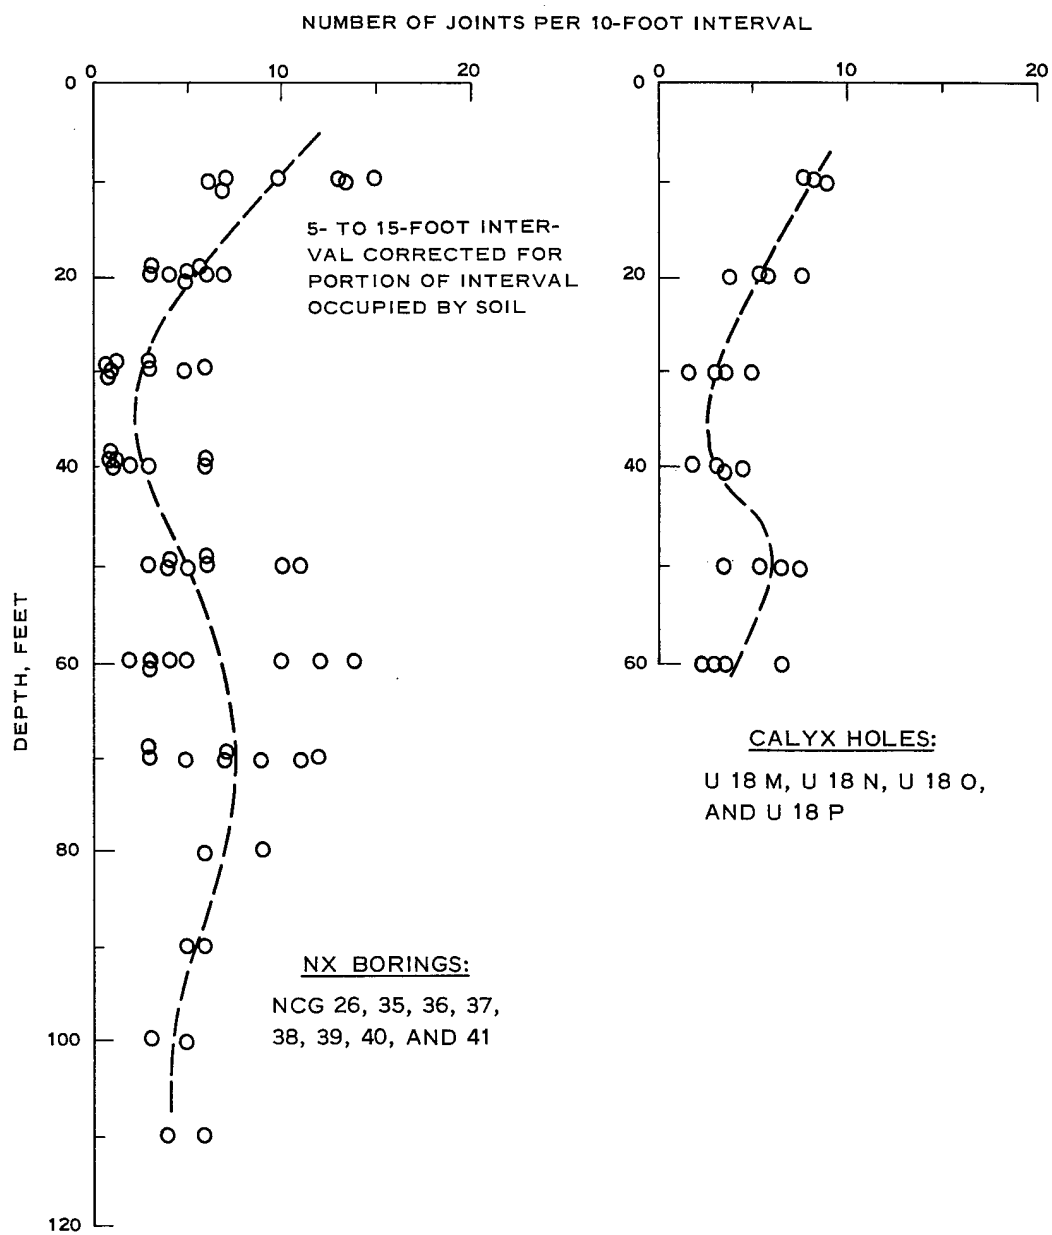 NUMBER OF JOINTS PER 10-FOOT INTERVAL
0 10 20
0 10 20
0
20
40
60
80
100
120
DEPTH, FEET
5- TO 15-FOOT INTER-
VAL CORRECTED FOR
PORTION OF INTERVAL
OCCUPIED BY SOIL
NX BORINGS:
NCG 26, 35, 36, 37,
38, 39, 40, AND 41
0
20
40
60
CALYX HOLES:
U 18 M, U 18 N, U 18 O,
AND U 18 P